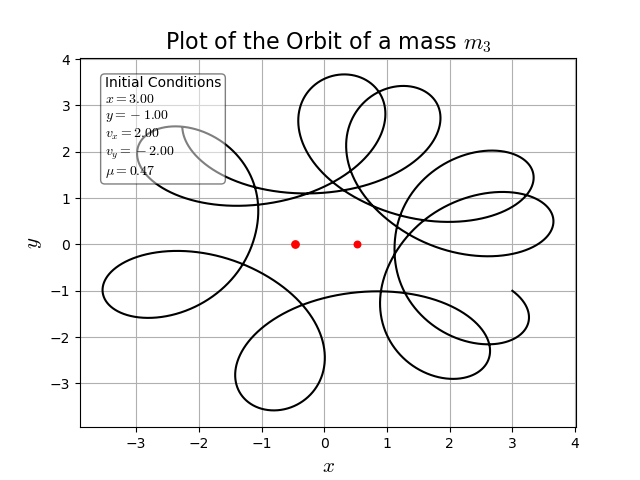 Plot of the Orbit of a mass m₃
Initial Conditions
x = 3.00
y = −1.00
vₓ = 2.00
v_y = −2.00
μ = 0.47
4
3
2
1
0
−1
−2
−3
y
−3 −2 −1 0 1 2 3 4
x